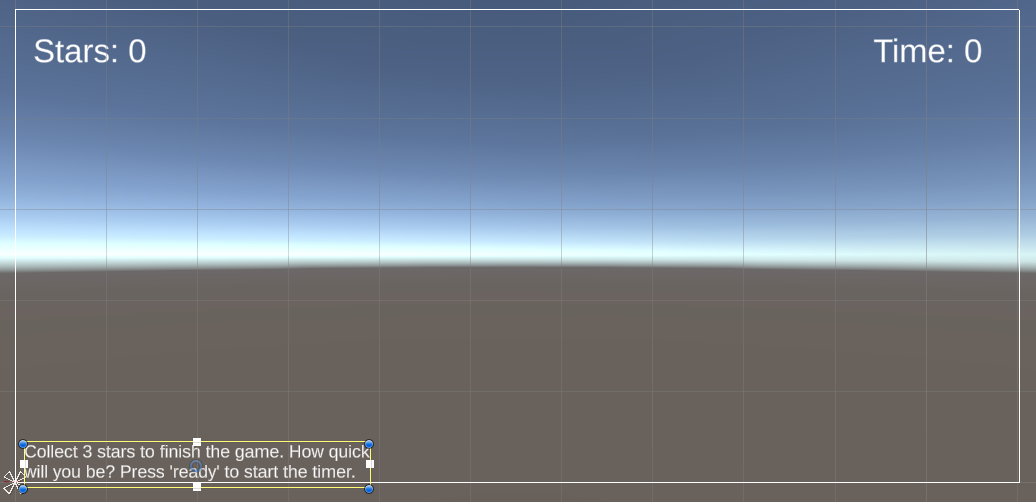 Stars: 0
Time: 0
Collect 3 stars to finish the game. How quick
will you be? Press 'ready' to start the timer.